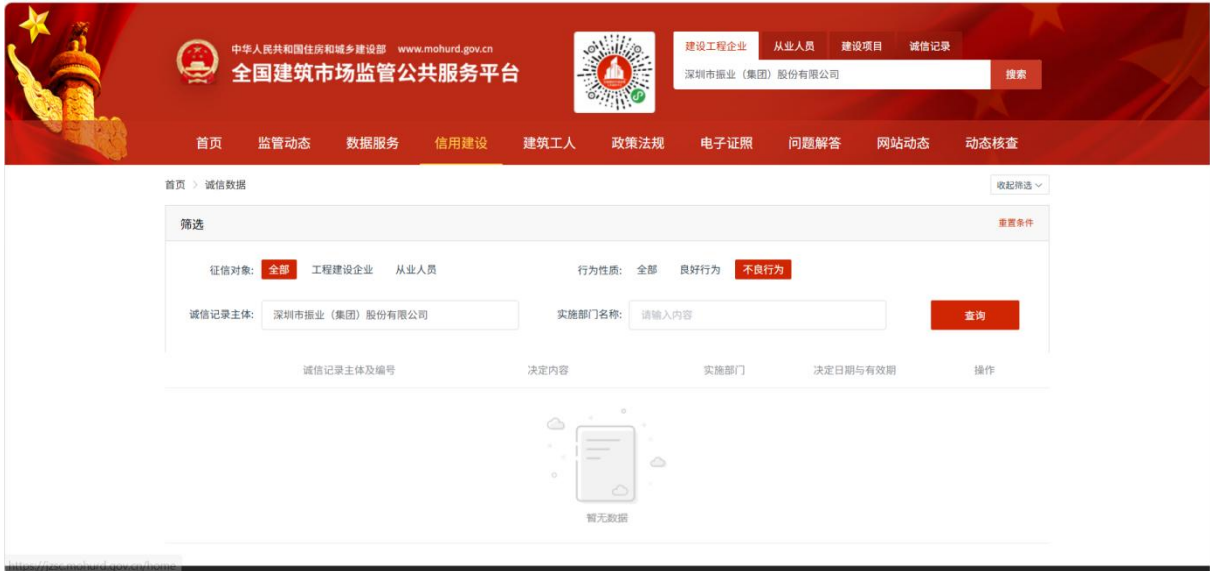 中华人民共和国住房和城乡建设部 www.mohurd.gov.cn
全国建筑市场监管公共服务平台
建设工程企业 从业人员 建设项目 诚信记录
深圳市振业（集团）股份有限公司 搜索
首页 监管动态 数据服务 信用建设 建筑工人 政策法规 电子证照 问题解答 网站动态 动态核查
首页 > 诚信数据 收起筛选
筛选 重置条件
征信对象: 全部 工程建设企业 从业人员 行为性质: 全部 良好行为 不良行为
诚信记录主体: 深圳市振业（集团）股份有限公司 实施部门名称: 请输入内容 查询
诚信记录主体及编号 决定内容 实施部门 决定日期与有效期 操作
暂无数据
https://jzsc.mohurd.gov.cn/home